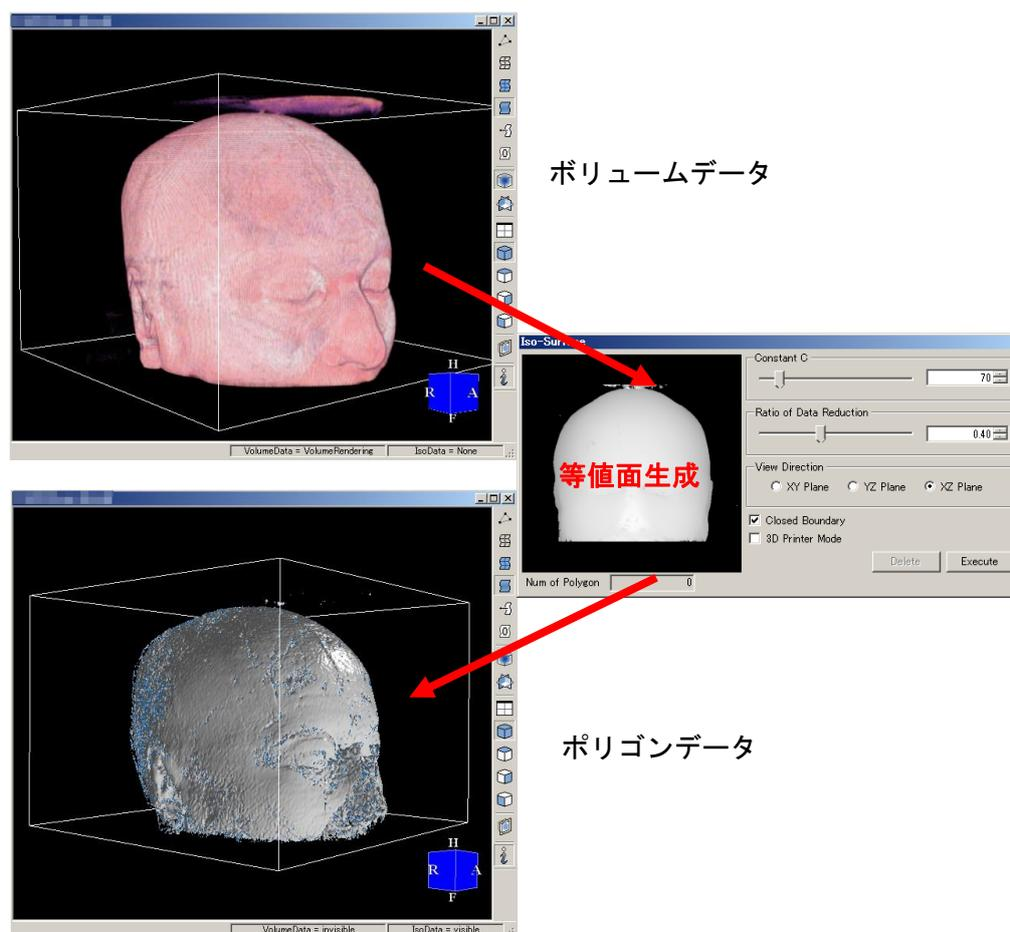 H
R A
F
VolumeData = VolumeRendering IsoData = None
ボリュームデータ
Constant C
70
Ratio of Data Reduction
0.40
View Direction
XY Plane YZ Plane XZ Plane
Closed Boundary
3D Printer Mode
Delete Execute
等値面生成
Num of Polygon 0
ポリゴンデータ
H
R A
F
VolumeData = invisible IsoData = visible